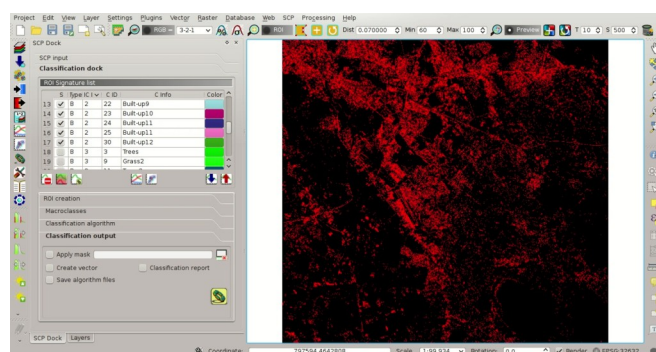 Project Edit View Layer Settings Plugins Vector Raster Database Web SCP Processing Help
RGB = 3-2-1 ROI Dist 0.070000 Min 60 Max 100 Preview T 10 S 500
SCP Dock
SCP input
Classification dock
ROI Signature list
S Type C ID C Info Color
13 B 2 22 Built-up9
14 B 2 23 Built-up10
15 B 2 24 Built-up11
16 B 2 25 Built-up11
17 B 2 30 Built-up12
18 B 3 3 Trees
19 B 3 9 Grass2
ROI creation
Macroclasses
Classification algorithm
Classification output
Apply mask
Create vector Classification report
Save algorithm files
SCP Dock Layers
Coordinate: 797594,4642808 Scale 1:99,934 Rotation: 0.0 Render EPSG:32632